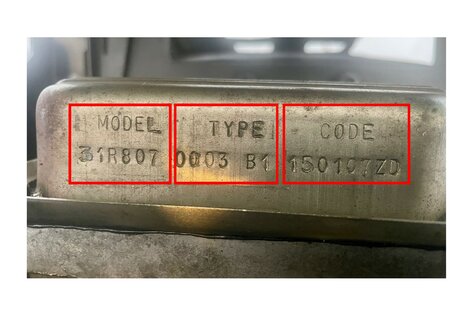 MODEL TYPE CODE
31R807 0003 B1 150107ZD